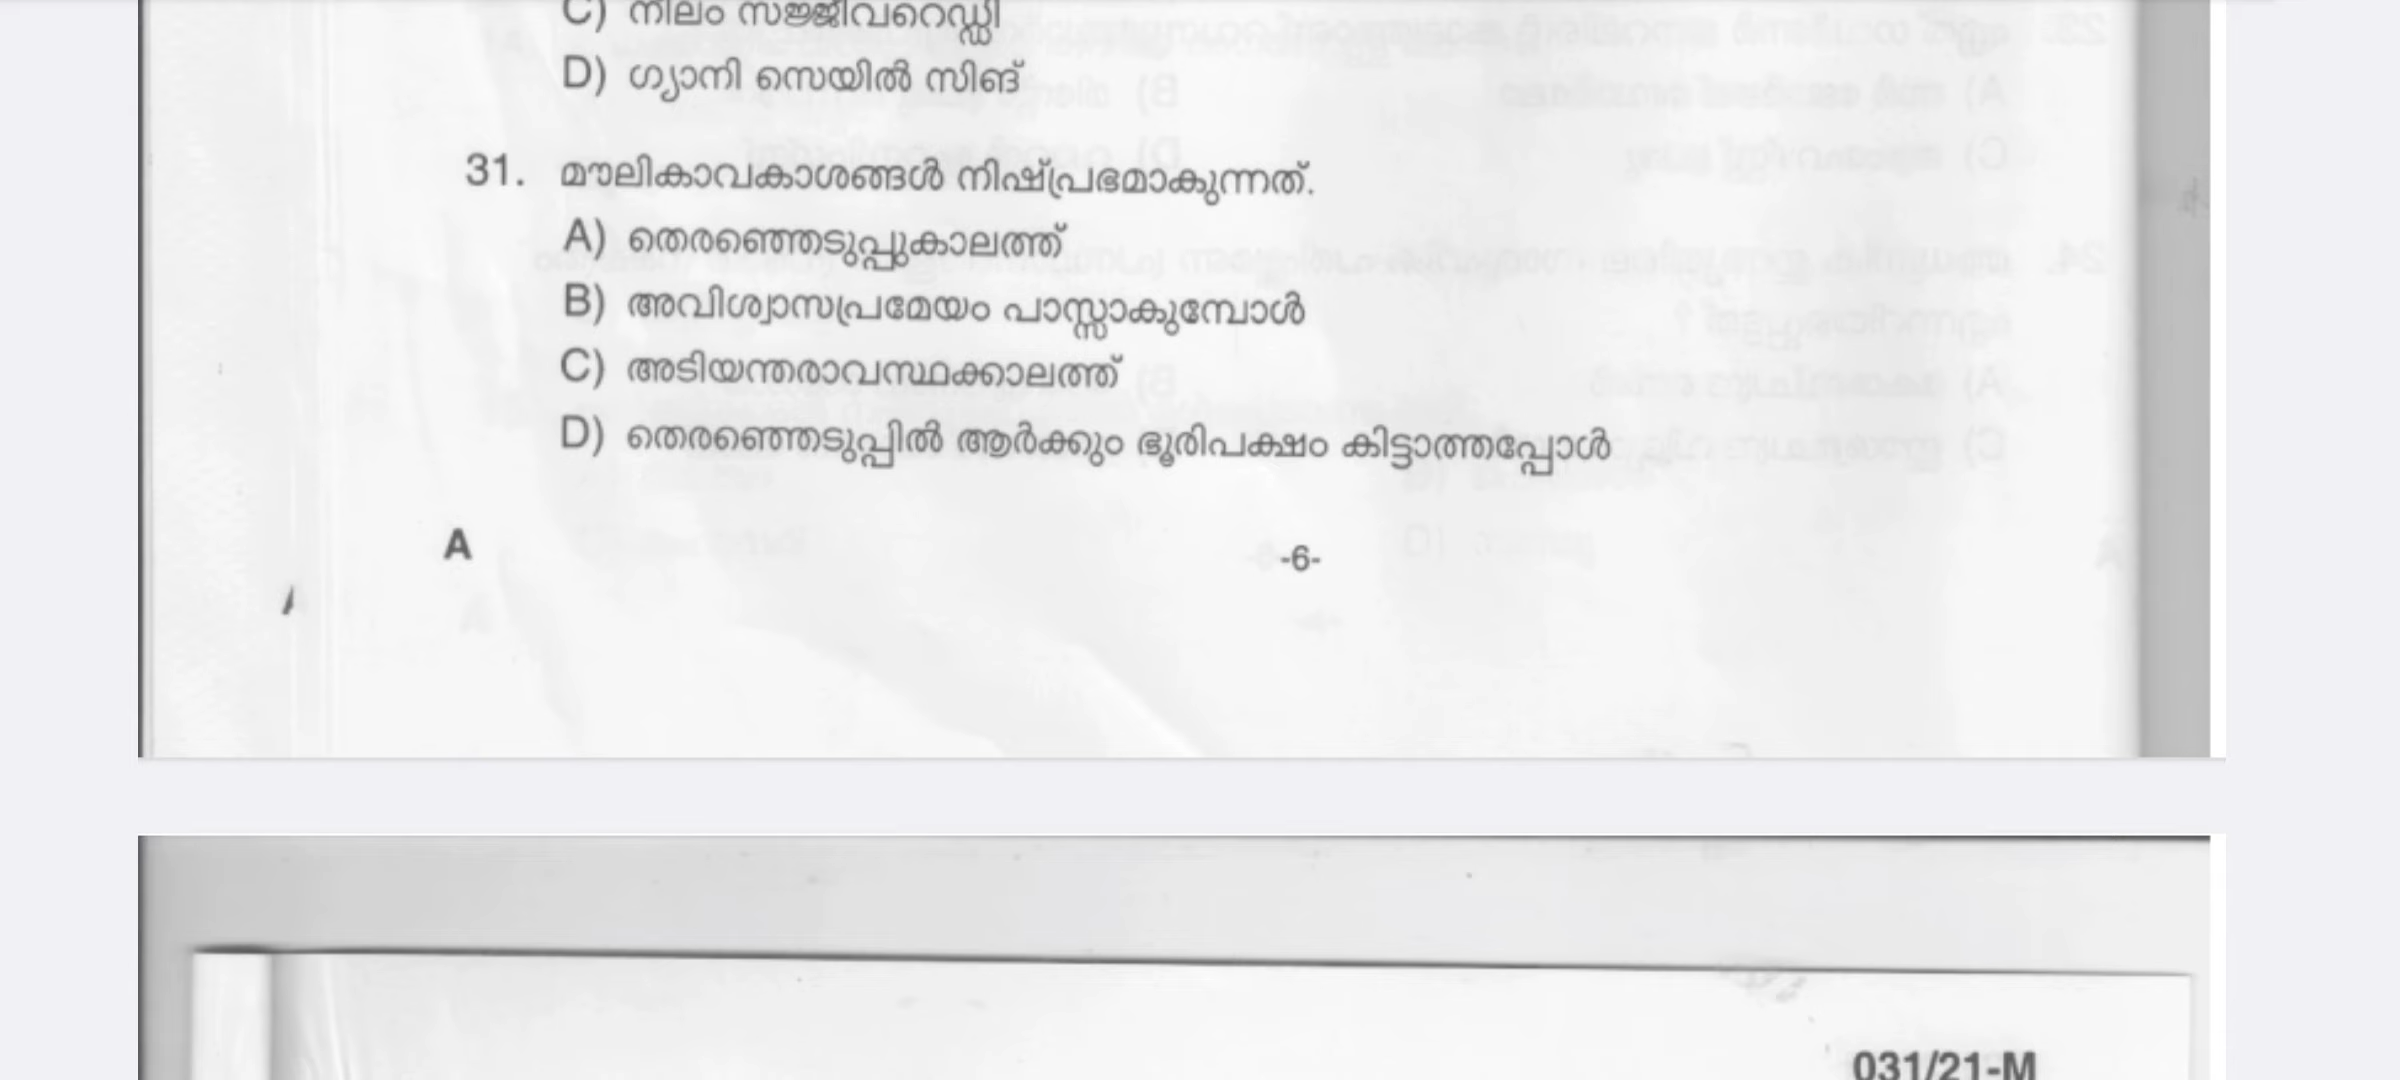 C) നീലം സഞ്ജീവറെഡ്ഡി
D) ഗ്യാനി സെയിൽ സിങ്
31. മൗലികാവകാശങ്ങൾ നിഷ്പ്രഭമാകുന്നത്.
A) തെരഞ്ഞെടുപ്പുകാലത്ത്
B) അവിശ്വാസപ്രമേയം പാസ്സാകുമ്പോൾ
C) അടിയന്തരാവസ്ഥക്കാലത്ത്
D) തെരഞ്ഞെടുപ്പിൽ ആർക്കും ഭൂരിപക്ഷം കിട്ടാത്തപ്പോൾ
A -6-
031/21-M